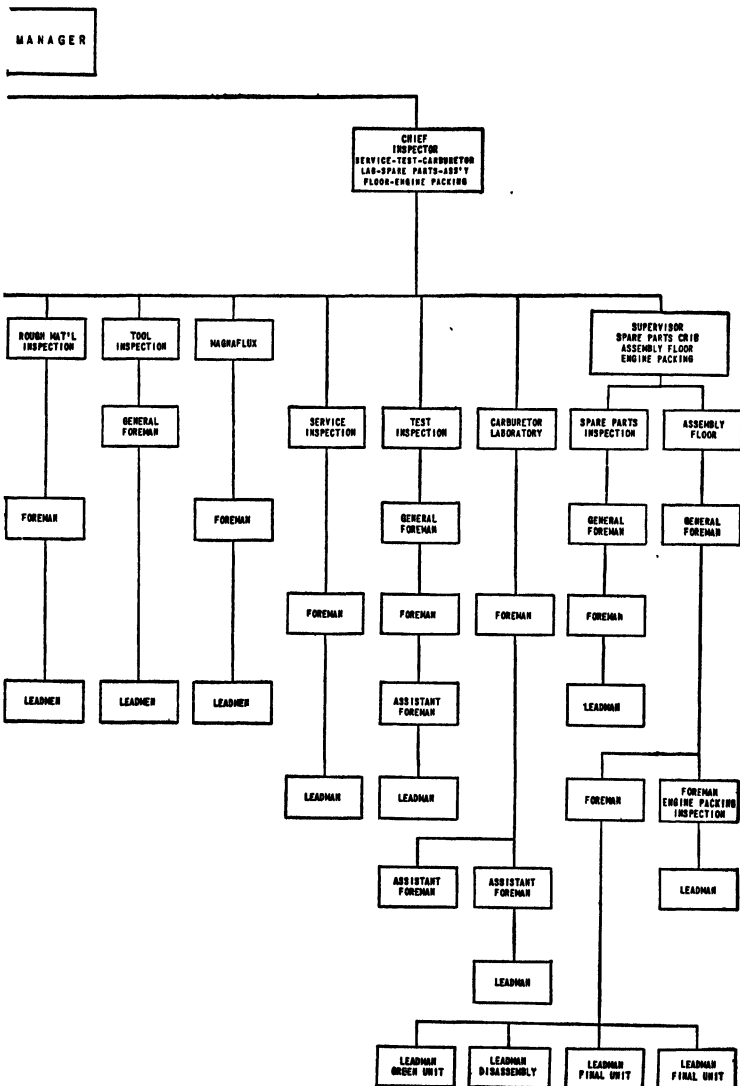 MANAGER
CHIEF
INSPECTOR
SERVICE-TEST-CARBURETOR
LAB-SPARE PARTS-ASS'Y
FLOOR-ENGINE PACKING
ROUGH MAT'L
INSPECTION
TOOL
INSPECTION
MAGNAFLUX
SUPERVISOR
SPARE PARTS CRIB
ASSEMBLY FLOOR
ENGINE PACKING
GENERAL
FOREMAN
SERVICE
INSPECTION
TEST
INSPECTION
CARBURETOR
LABORATORY
SPARE PARTS
INSPECTION
ASSEMBLY
FLOOR
FOREMAN
FOREMAN
GENERAL
FOREMAN
GENERAL
FOREMAN
GENERAL
FOREMAN
FOREMAN
FOREMAN
FOREMAN
FOREMAN
LEADMEN
LEADMEN
LEADMEN
ASSISTANT
FOREMAN
LEADMAN
LEADMAN
LEADMAN
FOREMAN
FOREMAN
ENGINE PACKING
INSPECTION
ASSISTANT
FOREMAN
ASSISTANT
FOREMAN
LEADMAN
LEADMAN
LEADMAN
GREEN UNIT
LEADMAN
DISASSEMBLY
LEADMAN
FINAL UNIT
LEADMAN
FINAL UNIT